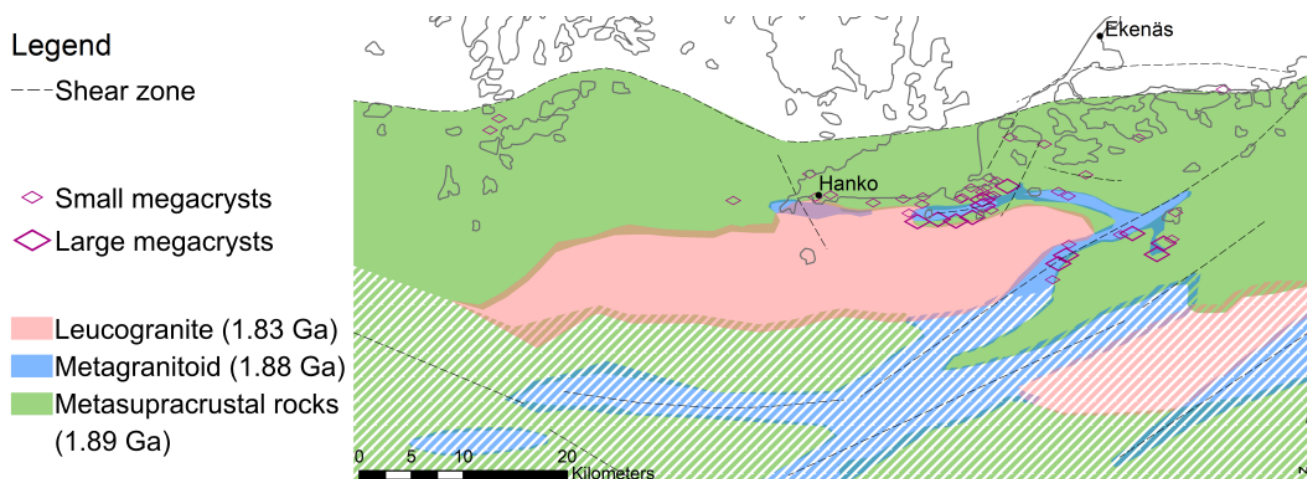 Legend
Shear zone
Small megacrysts
Large megacrysts
Leucogranite (1.83 Ga)
Metagranitoid (1.88 Ga)
Metasupracrustal rocks
(1.89 Ga)
Ekenäs
Hanko
0 5 10 20
Kilometers